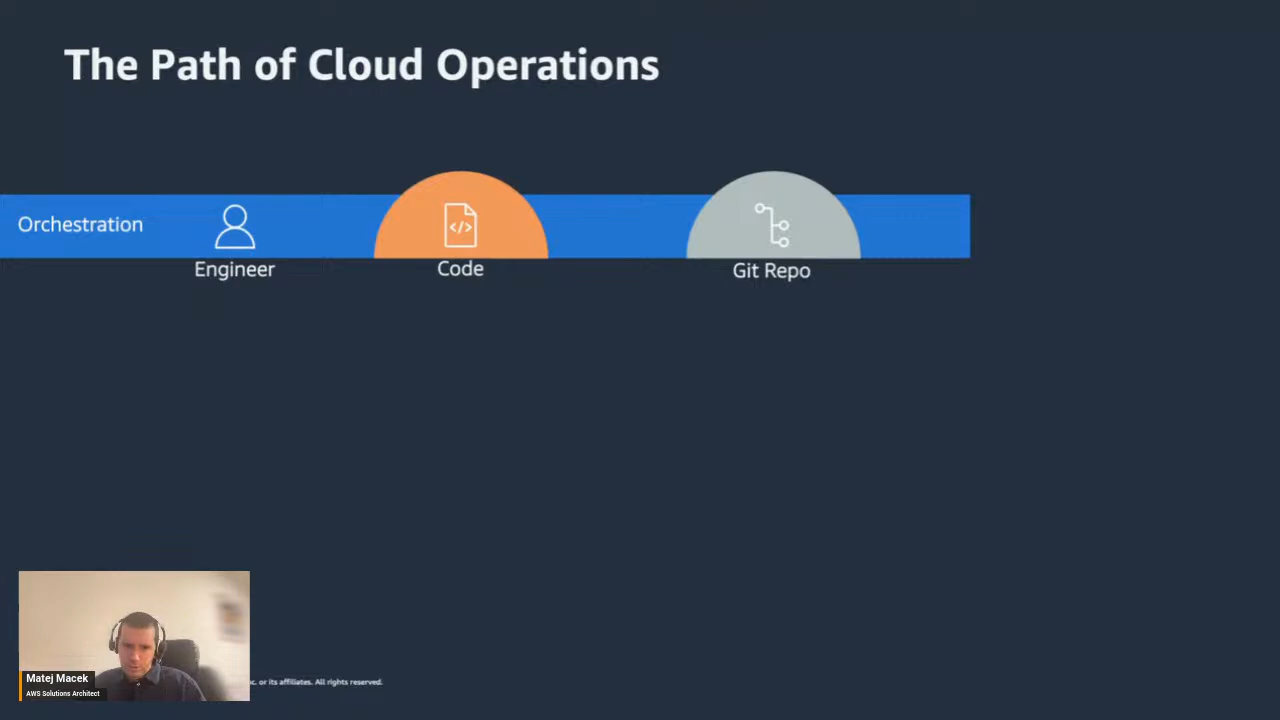 The Path of Cloud Operations
Orchestration
Engineer
Code
</>
Git Repo
Matej Macek
AWS Solutions Architect
or its affiliates. All rights reserved.